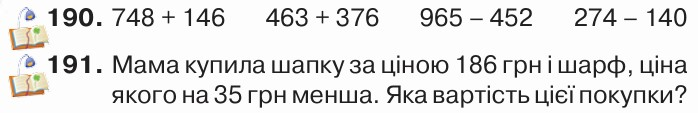 190. 748 + 146 463 + 376 965 – 452 274 – 140
191. Мама купила шапку за ціною 186 грн і шарф, ціна
якого на 35 грн менша. Яка вартість цієї покупки?